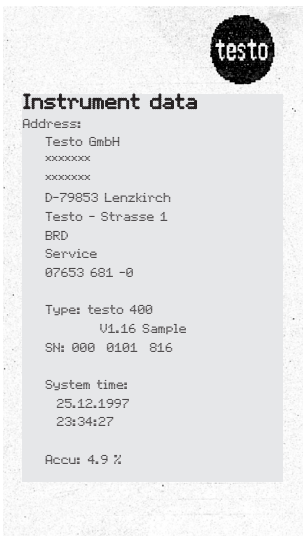 testo
Instrument data
Address:
Testo GmbH
xxxxxxx
xxxxxxx
D-79853 Lenzkirch
Testo - Strasse 1
BRD
Service
07653 681 -0
Type: testo 400
V1.16 Sample
SN: 000 0101 816
System time:
25.12.1997
23:34:27
Accu: 4.9 %